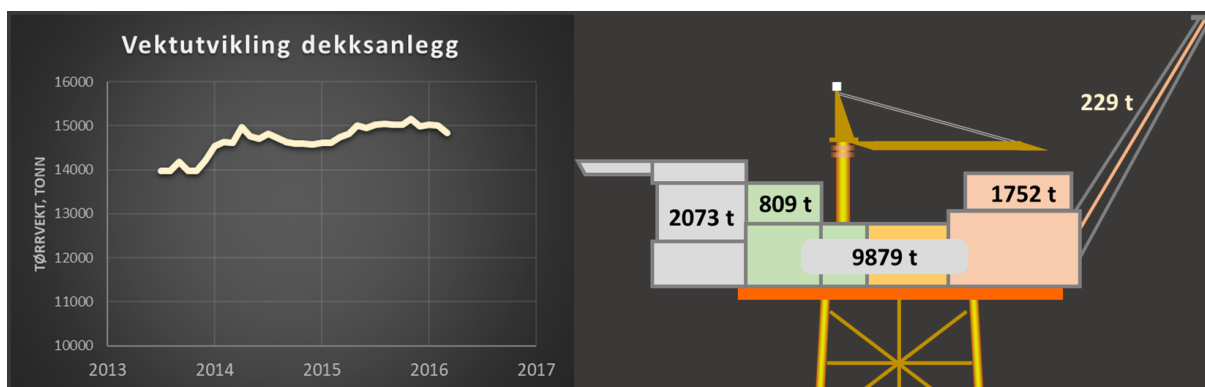 Vektutvikling dekksanlegg
16000
15000
14000
13000
12000
11000
10000
TØRRVEKT, TONN
2013 2014 2015 2016 2017
229 t
1752 t
809 t
2073 t
9879 t